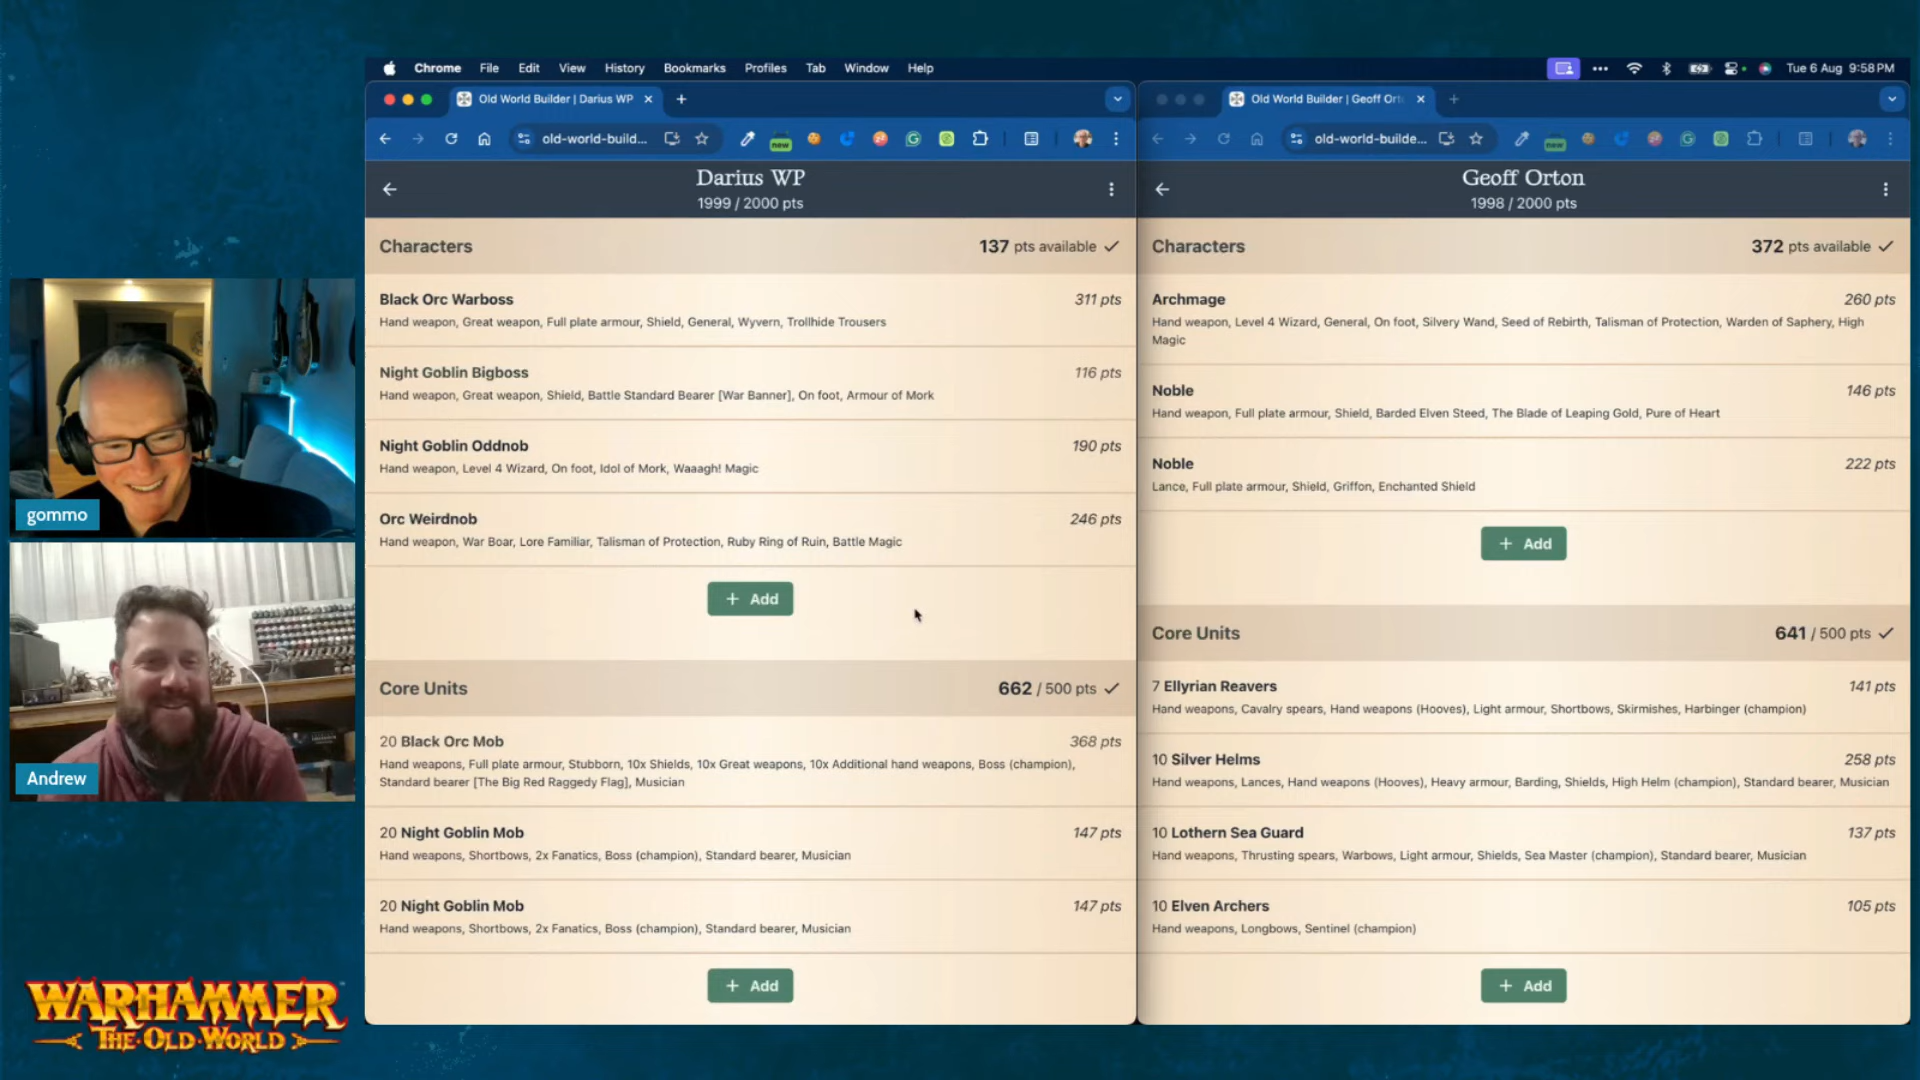 Chrome File Edit View History Bookmarks Profiles Tab Window Help
Tue 6 Aug 9:58 PM
Old World Builder | Darius WP
old-world-build...
new
Darius WP
1999 / 2000 pts
Characters 137 pts available
Black Orc Warboss 311 pts
Hand weapon, Great weapon, Full plate armour, Shield, General, Wyvern, Trollhide Trousers
Night Goblin Bigboss 116 pts
Hand weapon, Great weapon, Shield, Battle Standard Bearer [War Banner], On foot, Armour of Mork
Night Goblin Oddnob 190 pts
Hand weapon, Level 4 Wizard, On foot, Idol of Mork, Waaagh! Magic
Orc Weirdnob 246 pts
Hand weapon, War Boar, Lore Familiar, Talisman of Protection, Ruby Ring of Ruin, Battle Magic
+ Add
Core Units 662 / 500 pts
20 Black Orc Mob 368 pts
Hand weapons, Full plate armour, Stubborn, 10x Shields, 10x Great weapons, 10x Additional hand weapons, Boss (champion),
Standard bearer [The Big Red Raggedy Flag], Musician
20 Night Goblin Mob 147 pts
Hand weapons, Shortbows, 2x Fanatics, Boss (champion), Standard bearer, Musician
20 Night Goblin Mob 147 pts
Hand weapons, Shortbows, 2x Fanatics, Boss (champion), Standard bearer, Musician
+ Add
Old World Builder | Geoff Ort
old-world-builde...
new
Geoff Orton
1998 / 2000 pts
Characters 372 pts available
Archmage 260 pts
Hand weapon, Level 4 Wizard, General, On foot, Silvery Wand, Seed of Rebirth, Talisman of Protection, Warden of Saphery, High
Magic
Noble 146 pts
Hand weapon, Full plate armour, Shield, Barded Elven Steed, The Blade of Leaping Gold, Pure of Heart
Noble 222 pts
Lance, Full plate armour, Shield, Griffon, Enchanted Shield
+ Add
Core Units 641 / 500 pts
7 Ellyrian Reavers 141 pts
Hand weapons, Cavalry spears, Hand weapons (Hooves), Light armour, Shortbows, Skirmishes, Harbinger (champion)
10 Silver Helms 258 pts
Hand weapons, Lances, Hand weapons (Hooves), Heavy armour, Barding, Shields, High Helm (champion), Standard bearer, Musician
10 Lothern Sea Guard 137 pts
Hand weapons, Thrusting spears, Warbows, Light armour, Shields, Sea Master (champion), Standard bearer, Musician
10 Elven Archers 105 pts
Hand weapons, Longbows, Sentinel (champion)
+ Add
gommo
Andrew
WARHAMMER
THE·OLD·WORLD